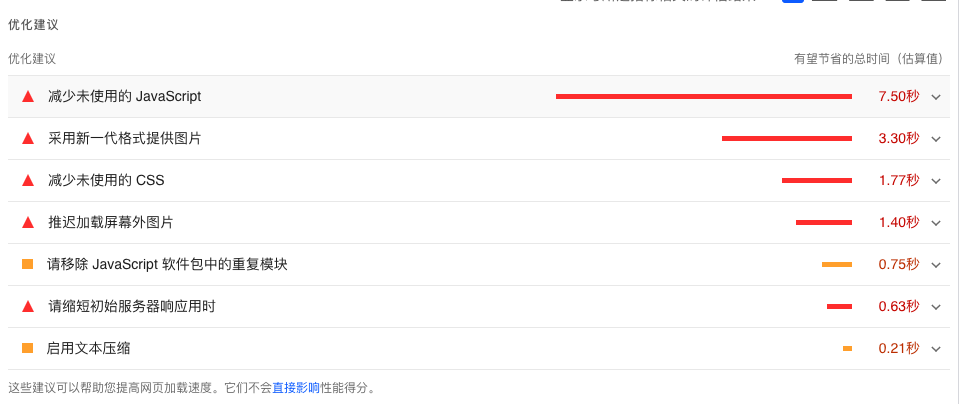 优化建议
优化建议 有望节省的总时间（估算值）
减少未使用的 JavaScript 7.50秒
采用新一代格式提供图片 3.30秒
减少未使用的 CSS 1.77秒
推迟加载屏幕外图片 1.40秒
请移除 JavaScript 软件包中的重复模块 0.75秒
请缩短初始服务器响应用时 0.63秒
启用文本压缩 0.21秒
这些建议可以帮助您提高网页加载速度。它们不会直接影响性能得分。